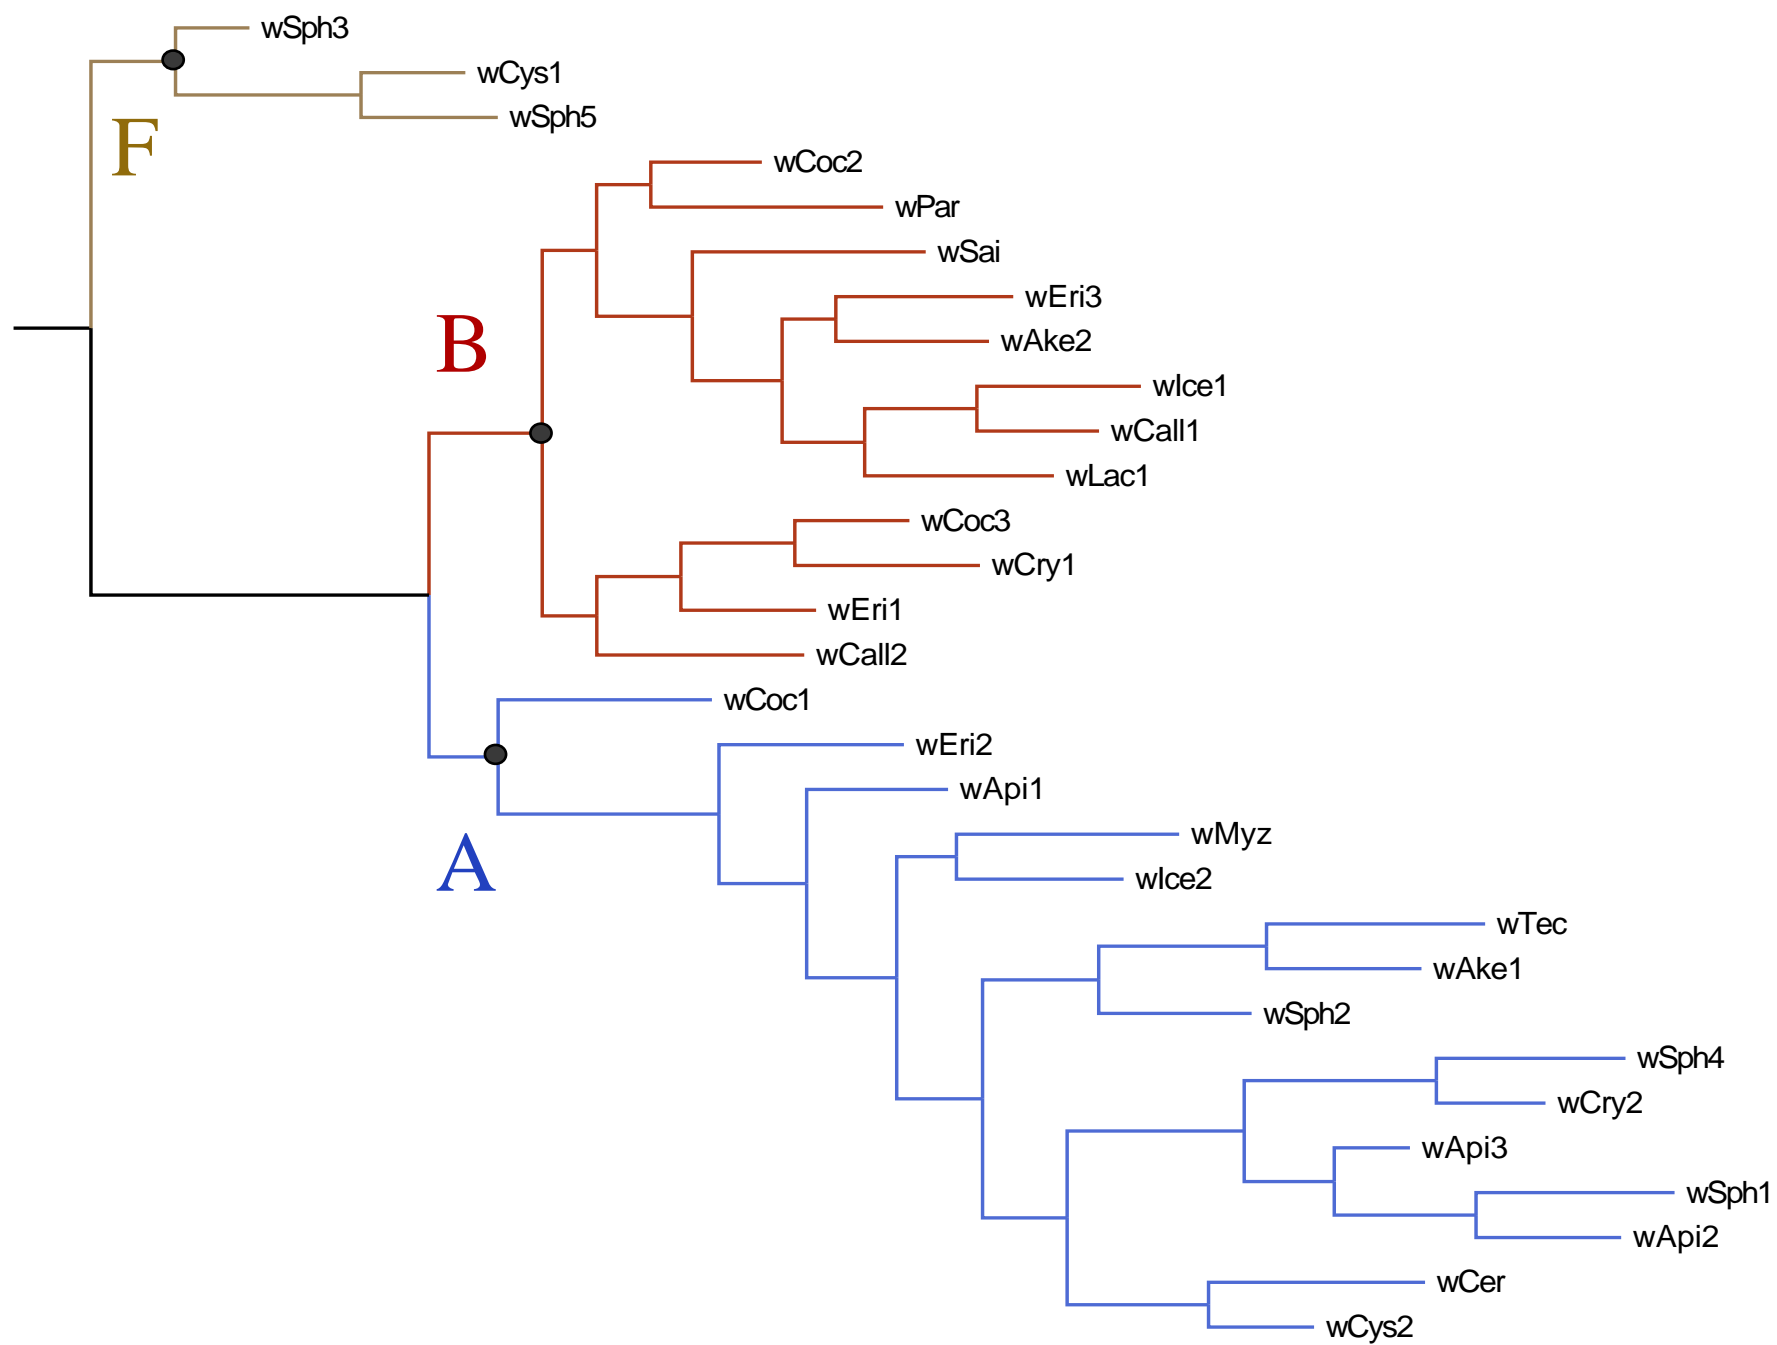 wSph3
wCys1
wSph5
F
wCoc2
wPar
wSai
wEri3
B
wAke2
wIce1
wCall1
wLac1
wCoc3
wCry1
wEri1
wCall2
wCoc1
wEri2
wApi1
wMyz
A
wIce2
wTec
wAke1
wSph2
wSph4
wCry2
wApi3
wSph1
wApi2
wCer
wCys2